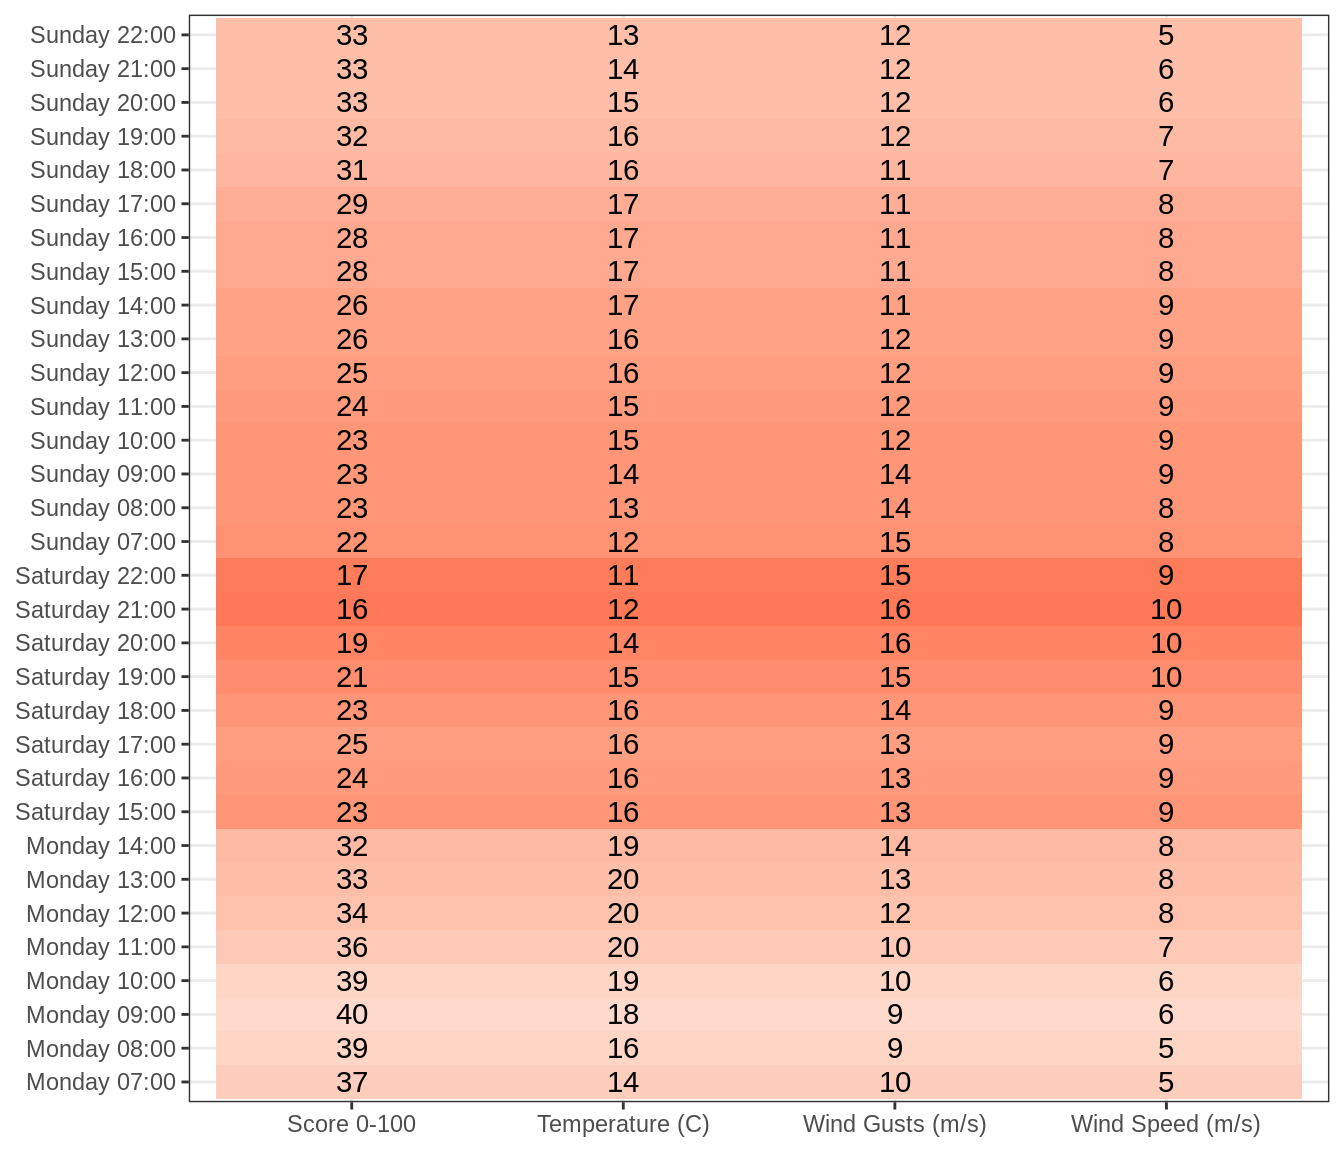 Sunday 22:00 33 13 12 5
Sunday 21:00 33 14 12 6
Sunday 20:00 33 15 12 6
Sunday 19:00 32 16 12 7
Sunday 18:00 31 16 11 7
Sunday 17:00 29 17 11 8
Sunday 16:00 28 17 11 8
Sunday 15:00 28 17 11 8
Sunday 14:00 26 17 11 9
Sunday 13:00 26 16 12 9
Sunday 12:00 25 16 12 9
Sunday 11:00 24 15 12 9
Sunday 10:00 23 15 12 9
Sunday 09:00 23 14 14 9
Sunday 08:00 23 13 14 8
Sunday 07:00 22 12 15 8
Saturday 22:00 17 11 15 9
Saturday 21:00 16 12 16 10
Saturday 20:00 19 14 16 10
Saturday 19:00 21 15 15 10
Saturday 18:00 23 16 14 9
Saturday 17:00 25 16 13 9
Saturday 16:00 24 16 13 9
Saturday 15:00 23 16 13 9
Monday 14:00 32 19 14 8
Monday 13:00 33 20 13 8
Monday 12:00 34 20 12 8
Monday 11:00 36 20 10 7
Monday 10:00 39 19 10 6
Monday 09:00 40 18 9 6
Monday 08:00 39 16 9 5
Monday 07:00 37 14 10 5
Score 0-100 Temperature (C) Wind Gusts (m/s) Wind Speed (m/s)